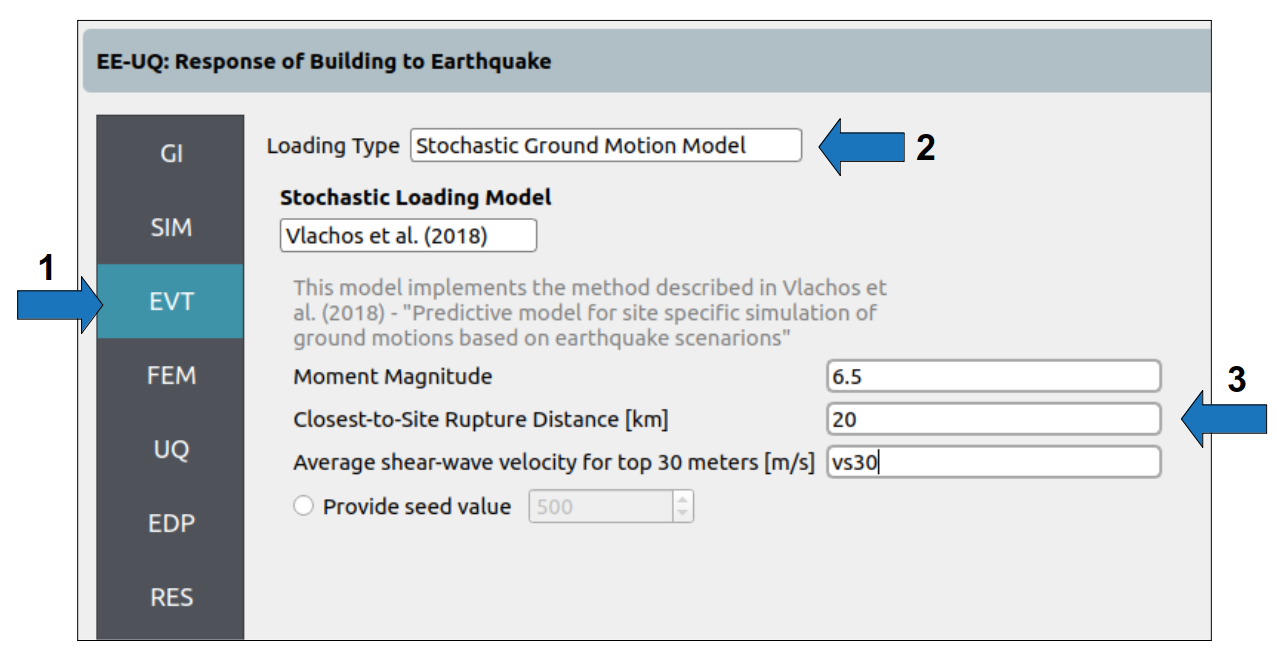 EE-UQ: Response of Building to Earthquake
GI
SIM
EVT
FEM
UQ
EDP
RES
Loading Type Stochastic Ground Motion Model
2
Stochastic Loading Model
Vlachos et al. (2018)
1
This model implements the method described in Vlachos et
al. (2018) - "Predictive model for site specific simulation of
ground motions based on earthquake scenarions"
Moment Magnitude 6.5
Closest-to-Site Rupture Distance [km] 20
3
Average shear-wave velocity for top 30 meters [m/s] vs30
Provide seed value 500